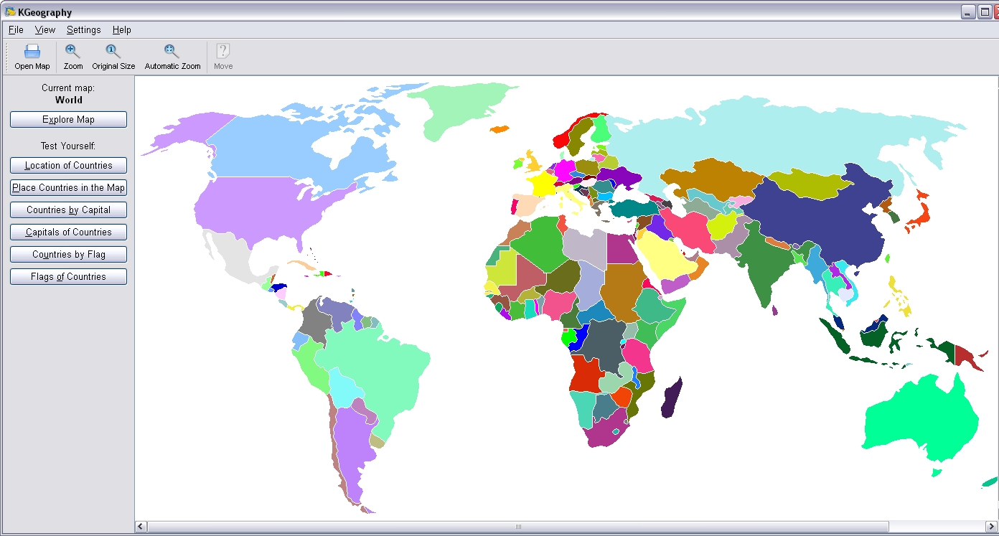 KGeography
File View Settings Help
Open Map Zoom Original Size Automatic Zoom Move
Current map:
World
Explore Map
Test Yourself:
Location of Countries
Place Countries in the Map
Countries by Capital
Capitals of Countries
Countries by Flag
Flags of Countries